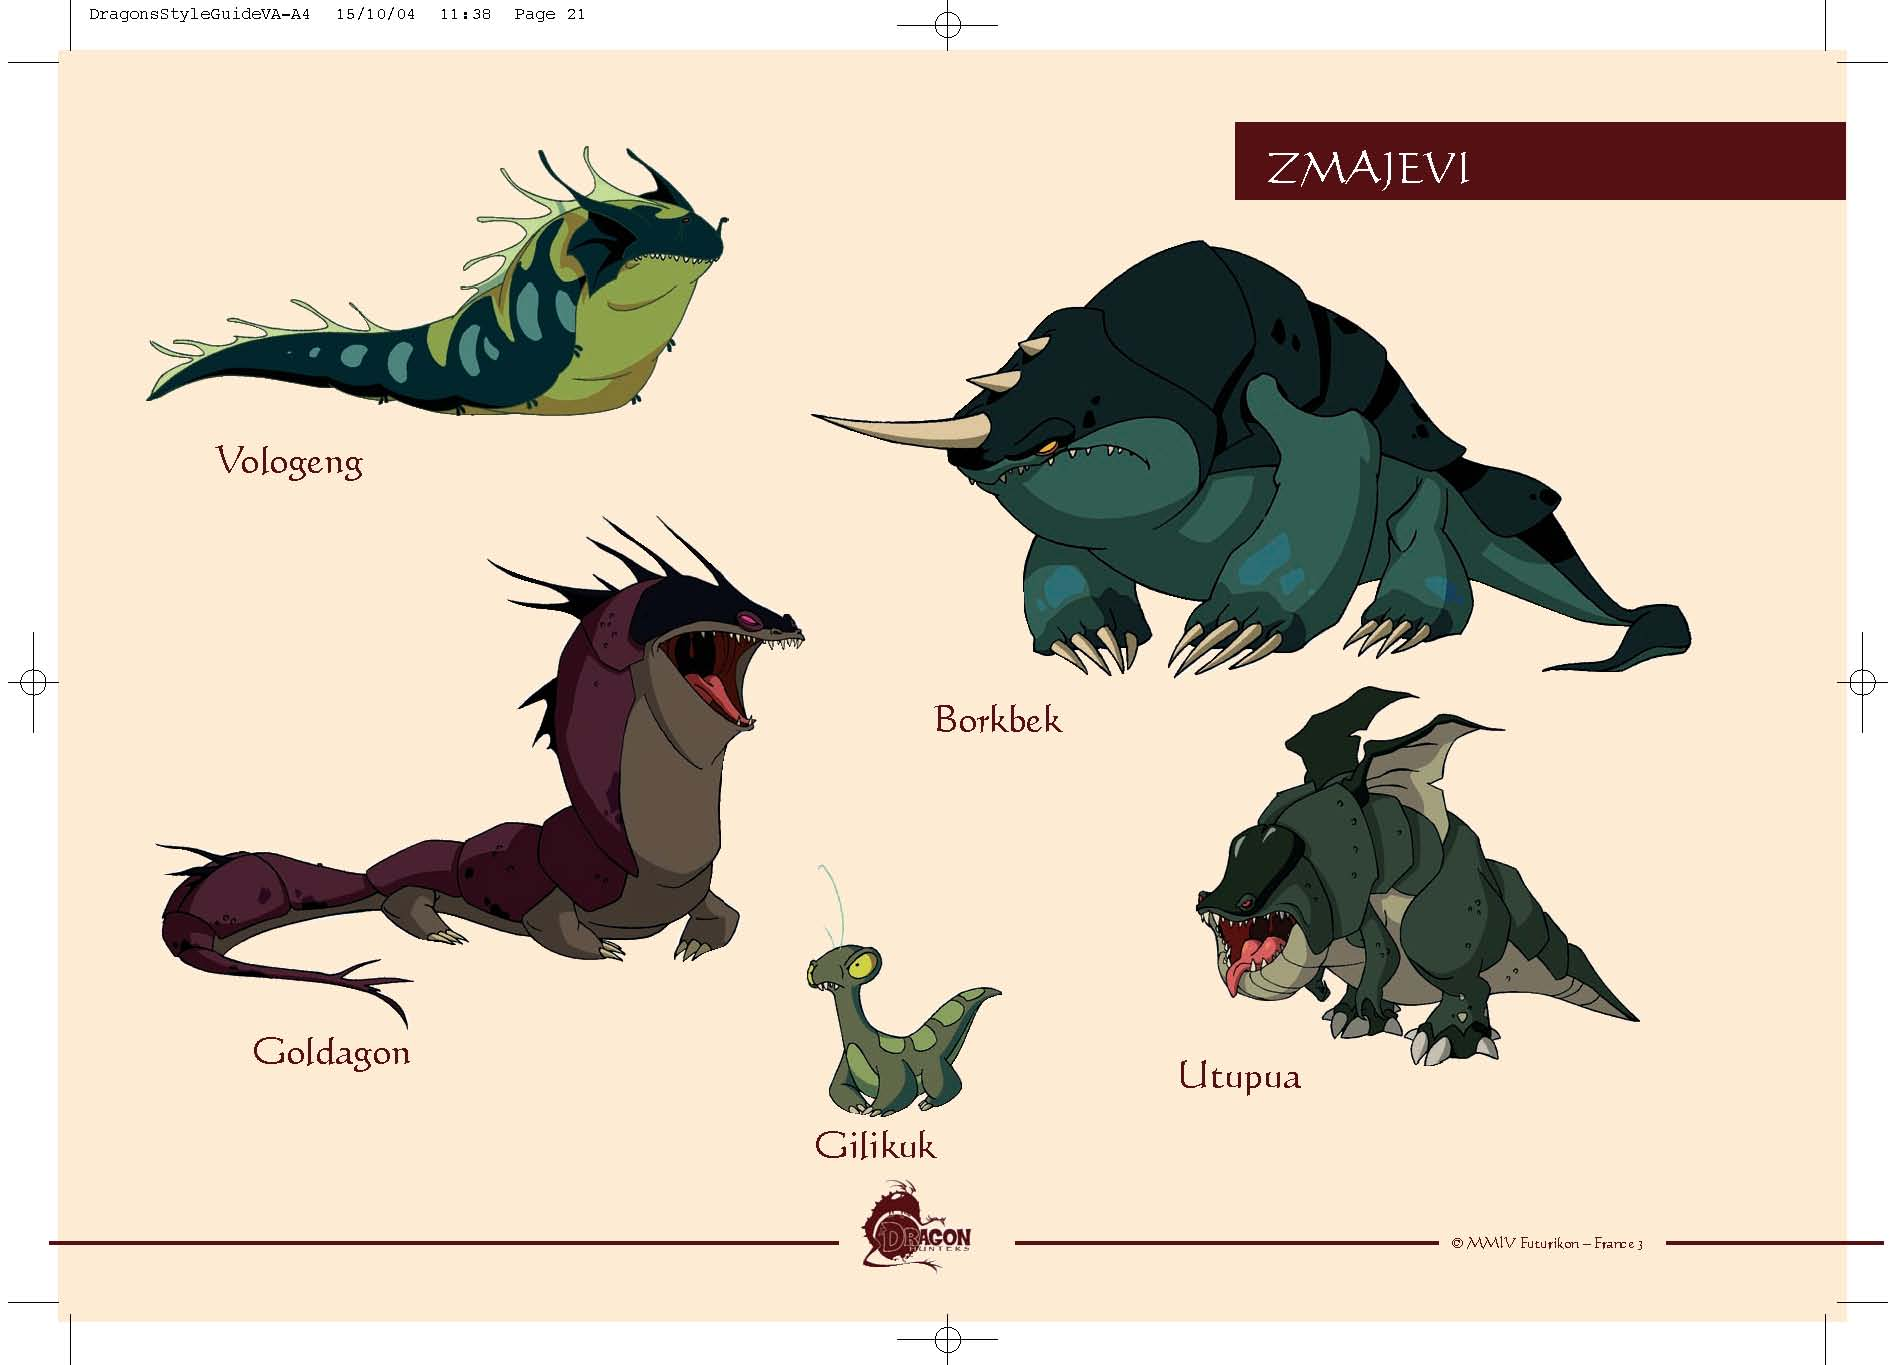 DragonsStyleGuideVA-A4 15/10/04 11:38 Page 21
ZMAJEVI
Vologeng
Borkbek
Goldagon
Utupua
Gilikuk
DRAGON
HUNTERS
© MMIV Futurikon – France 3